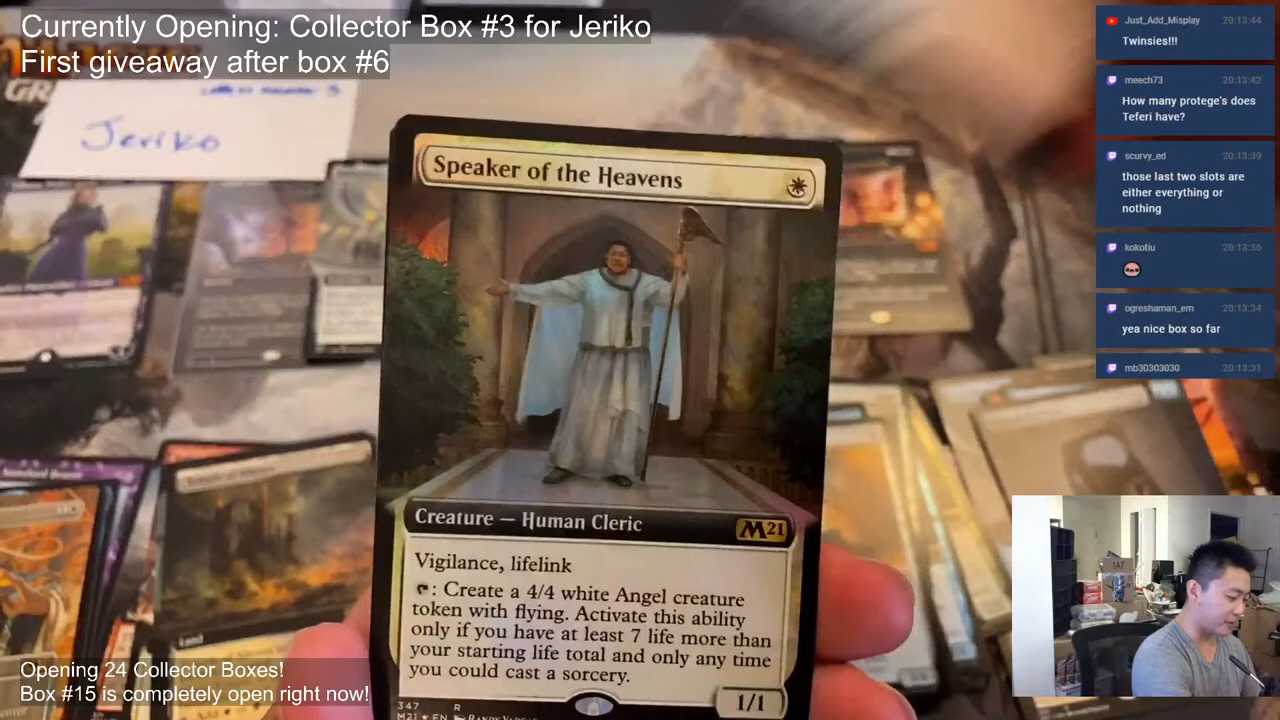 Currently Opening: Collector Box #3 for Jeriko
First giveaway after box #6
Jeriko
Speaker of the Heavens
Creature — Human Cleric
M21
Vigilance, lifelink
: Create a 4/4 white Angel creature
token with flying. Activate this ability
only if you have at least 7 life more than
your starting life total and only any time
you could cast a sorcery.
1/1
347 R
M21 ★ EN
Land
Opening 24 Collector Boxes!
Box #15 is completely open right now!
Just_Add_Misplay 20:13:44
Twinsies!!!
meech73 20:13:42
How many protege's does
Teferi have?
scurvy_ed 20:13:39
those last two slots are
either everything or
nothing
kokotiu 20:13:36
ogreshaman_em 20:13:34
yea nice box so far
mb30303030 20:13:31
1A7